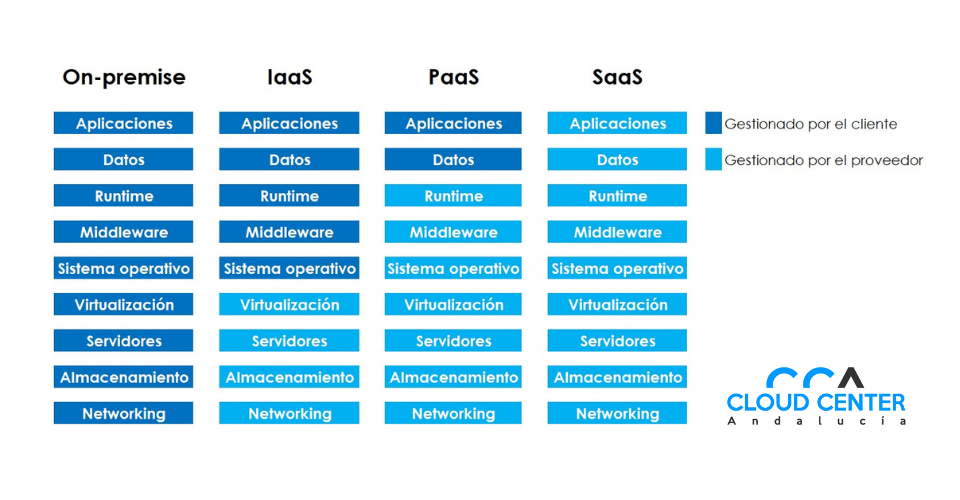 On-premise
IaaS
PaaS
SaaS
Aplicaciones
Aplicaciones
Aplicaciones
Aplicaciones
Gestionado por el cliente
Datos
Datos
Datos
Datos
Gestionado por el proveedor
Runtime
Runtime
Runtime
Runtime
Middleware
Middleware
Middleware
Middleware
Sistema operativo
Sistema operativo
Sistema operativo
Sistema operativo
Virtualización
Virtualización
Virtualización
Virtualización
Servidores
Servidores
Servidores
Servidores
Almacenamiento
Almacenamiento
Almacenamiento
Almacenamiento
Networking
Networking
Networking
Networking
CCA
CLOUD CENTER
Andalucía